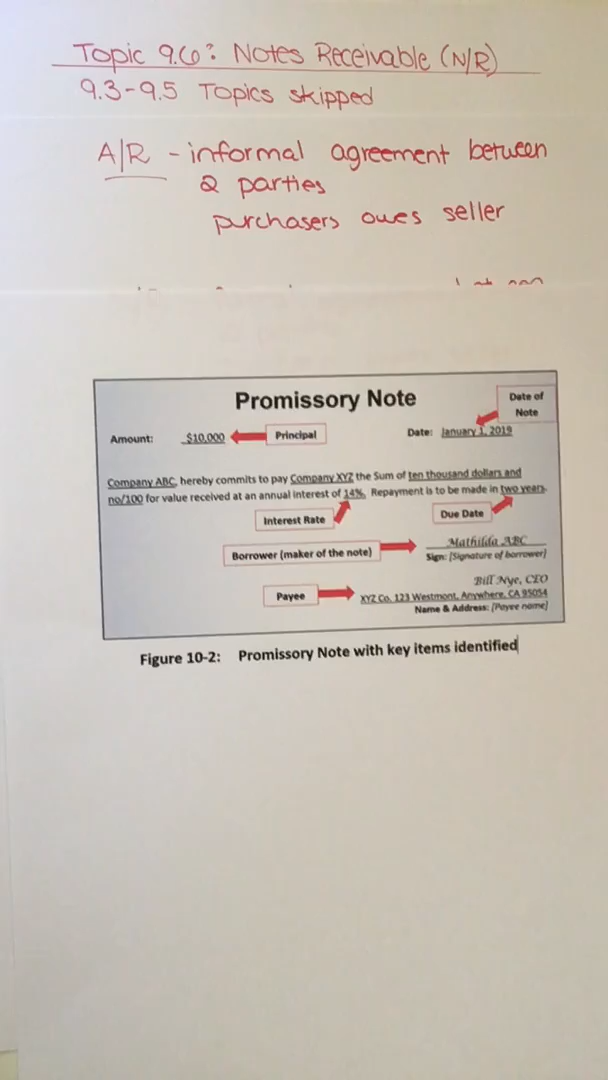 Topic 9.6: Notes Receivable (N/R)
9.3-9.5 Topics skipped
A/R - informal agreement between
2 parties
purchasers owes seller
Promissory Note
Date of
Note
Amount: $10,000 Principal Date: January 1, 2019
Company ABC, hereby commits to pay Company XYZ the Sum of ten thousand dollars and
no/100 for value received at an annual interest of 14%. Repayment is to be made in two years.
Interest Rate Due Date
Borrower (maker of the note) Mathilda ABC
Sign: [Signature of borrower]
Bill Nye, CEO
Payee XYZ Co. 123 Westmont, Anywhere, CA 95054
Name & Address: [Payee name]
Figure 10-2: Promissory Note with key items identified